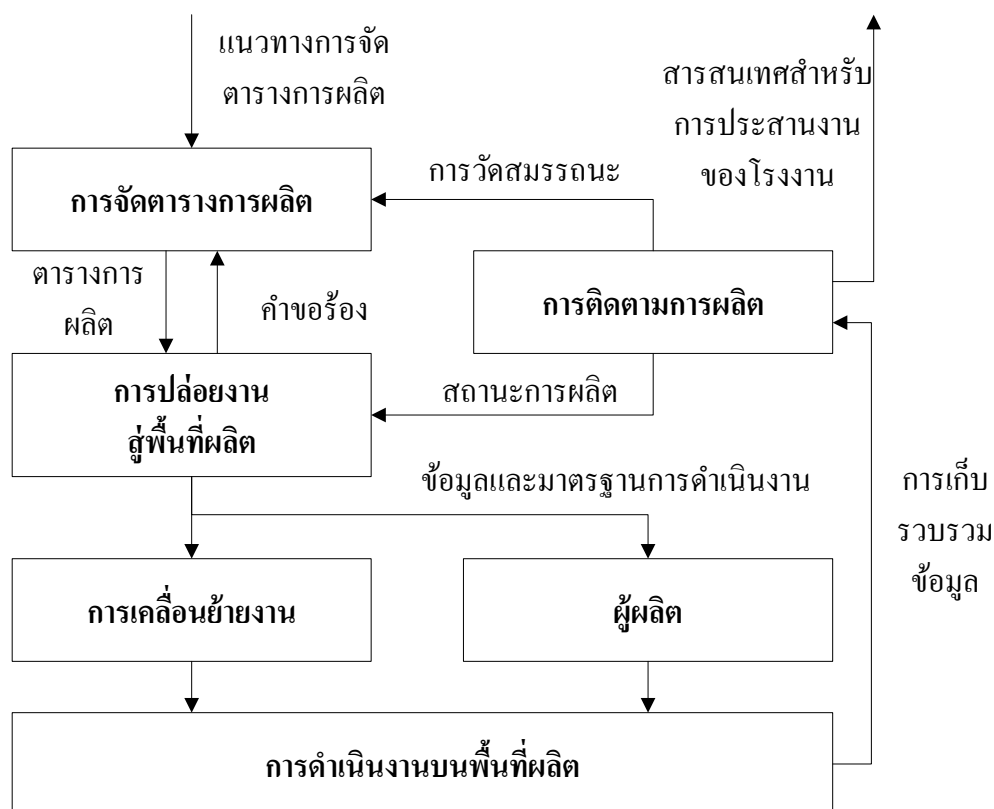 แนวทางการจัด
ตารางการผลิต
สารสนเทศสำหรับ
การประสานงาน
ของโรงงาน
การวัดสมรรถนะ
การจัดตารางการผลิต
ตารางการ
ผลิต
คำขอร้อง
การติดตามการผลิต
การปล่อยงาน
สู่พื้นที่ผลิต
สถานะการผลิต
ข้อมูลและมาตรฐานการดำเนินงาน
การเก็บ
รวบรวม
ข้อมูล
การเคลื่อนย้ายงาน
ผู้ผลิต
การดำเนินงานบนพื้นที่ผลิต